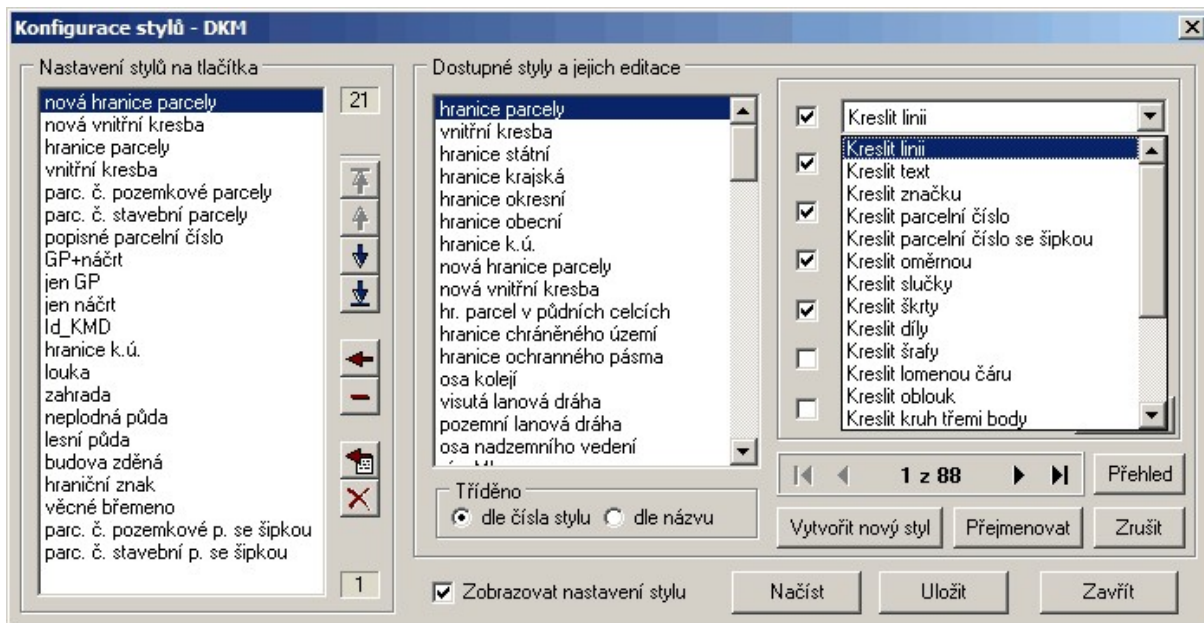 Konfigurace stylů - DKM
Nastavení stylů na tlačítka
nová hranice parcely
nová vnitřní kresba
hranice parcely
vnitřní kresba
parc. č. pozemkové parcely
parc. č. stavební parcely
popisné parcelní číslo
GP+náčrt
jen GP
jen náčrt
Id_KMD
hranice k.ú.
louka
zahrada
neplodná půda
lesní půda
budova zděná
hraniční znak
věcné břemeno
parc. č. pozemkové p. se šipkou
parc. č. stavební p. se šipkou
21
1
Dostupné styly a jejich editace
hranice parcely
vnitřní kresba
hranice státní
hranice krajská
hranice okresní
hranice obecní
hranice k.ú.
nová hranice parcely
nová vnitřní kresba
hr. parcel v půdních celcích
hranice chráněného území
hranice ochranného pásma
osa kolejí
visutá lanová dráha
pozemní lanová dráha
osa nadzemního vedení
Tříděno
dle čísla stylu
dle názvu
Kreslit linii
Kreslit linii
Kreslit text
Kreslit značku
Kreslit parcelní číslo
Kreslit parcelní číslo se šipkou
Kreslit oměrnou
Kreslit slučky
Kreslit škrty
Kreslit díly
Kreslit šrafy
Kreslit lomenou čáru
Kreslit oblouk
Kreslit kruh třemi body
1 z 88
Přehled
Vytvořit nový styl
Přejmenovat
Zrušit
Zobrazovat nastavení stylu
Načíst
Uložit
Zavřít